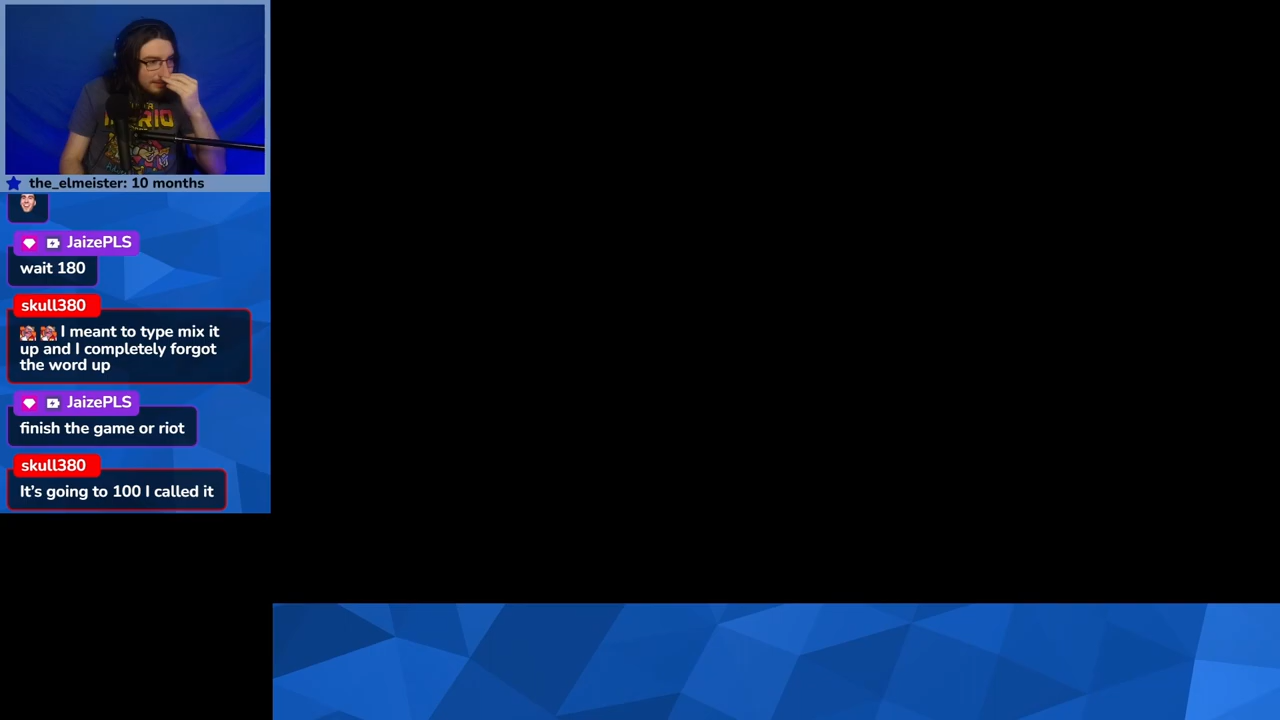 MARIO
the_elmeister: 10 months
JaizePLS
wait 180
skull380
I meant to type mix it
up and I completely forgot
the word up
JaizePLS
finish the game or riot
skull380
It's going to 100 I called it